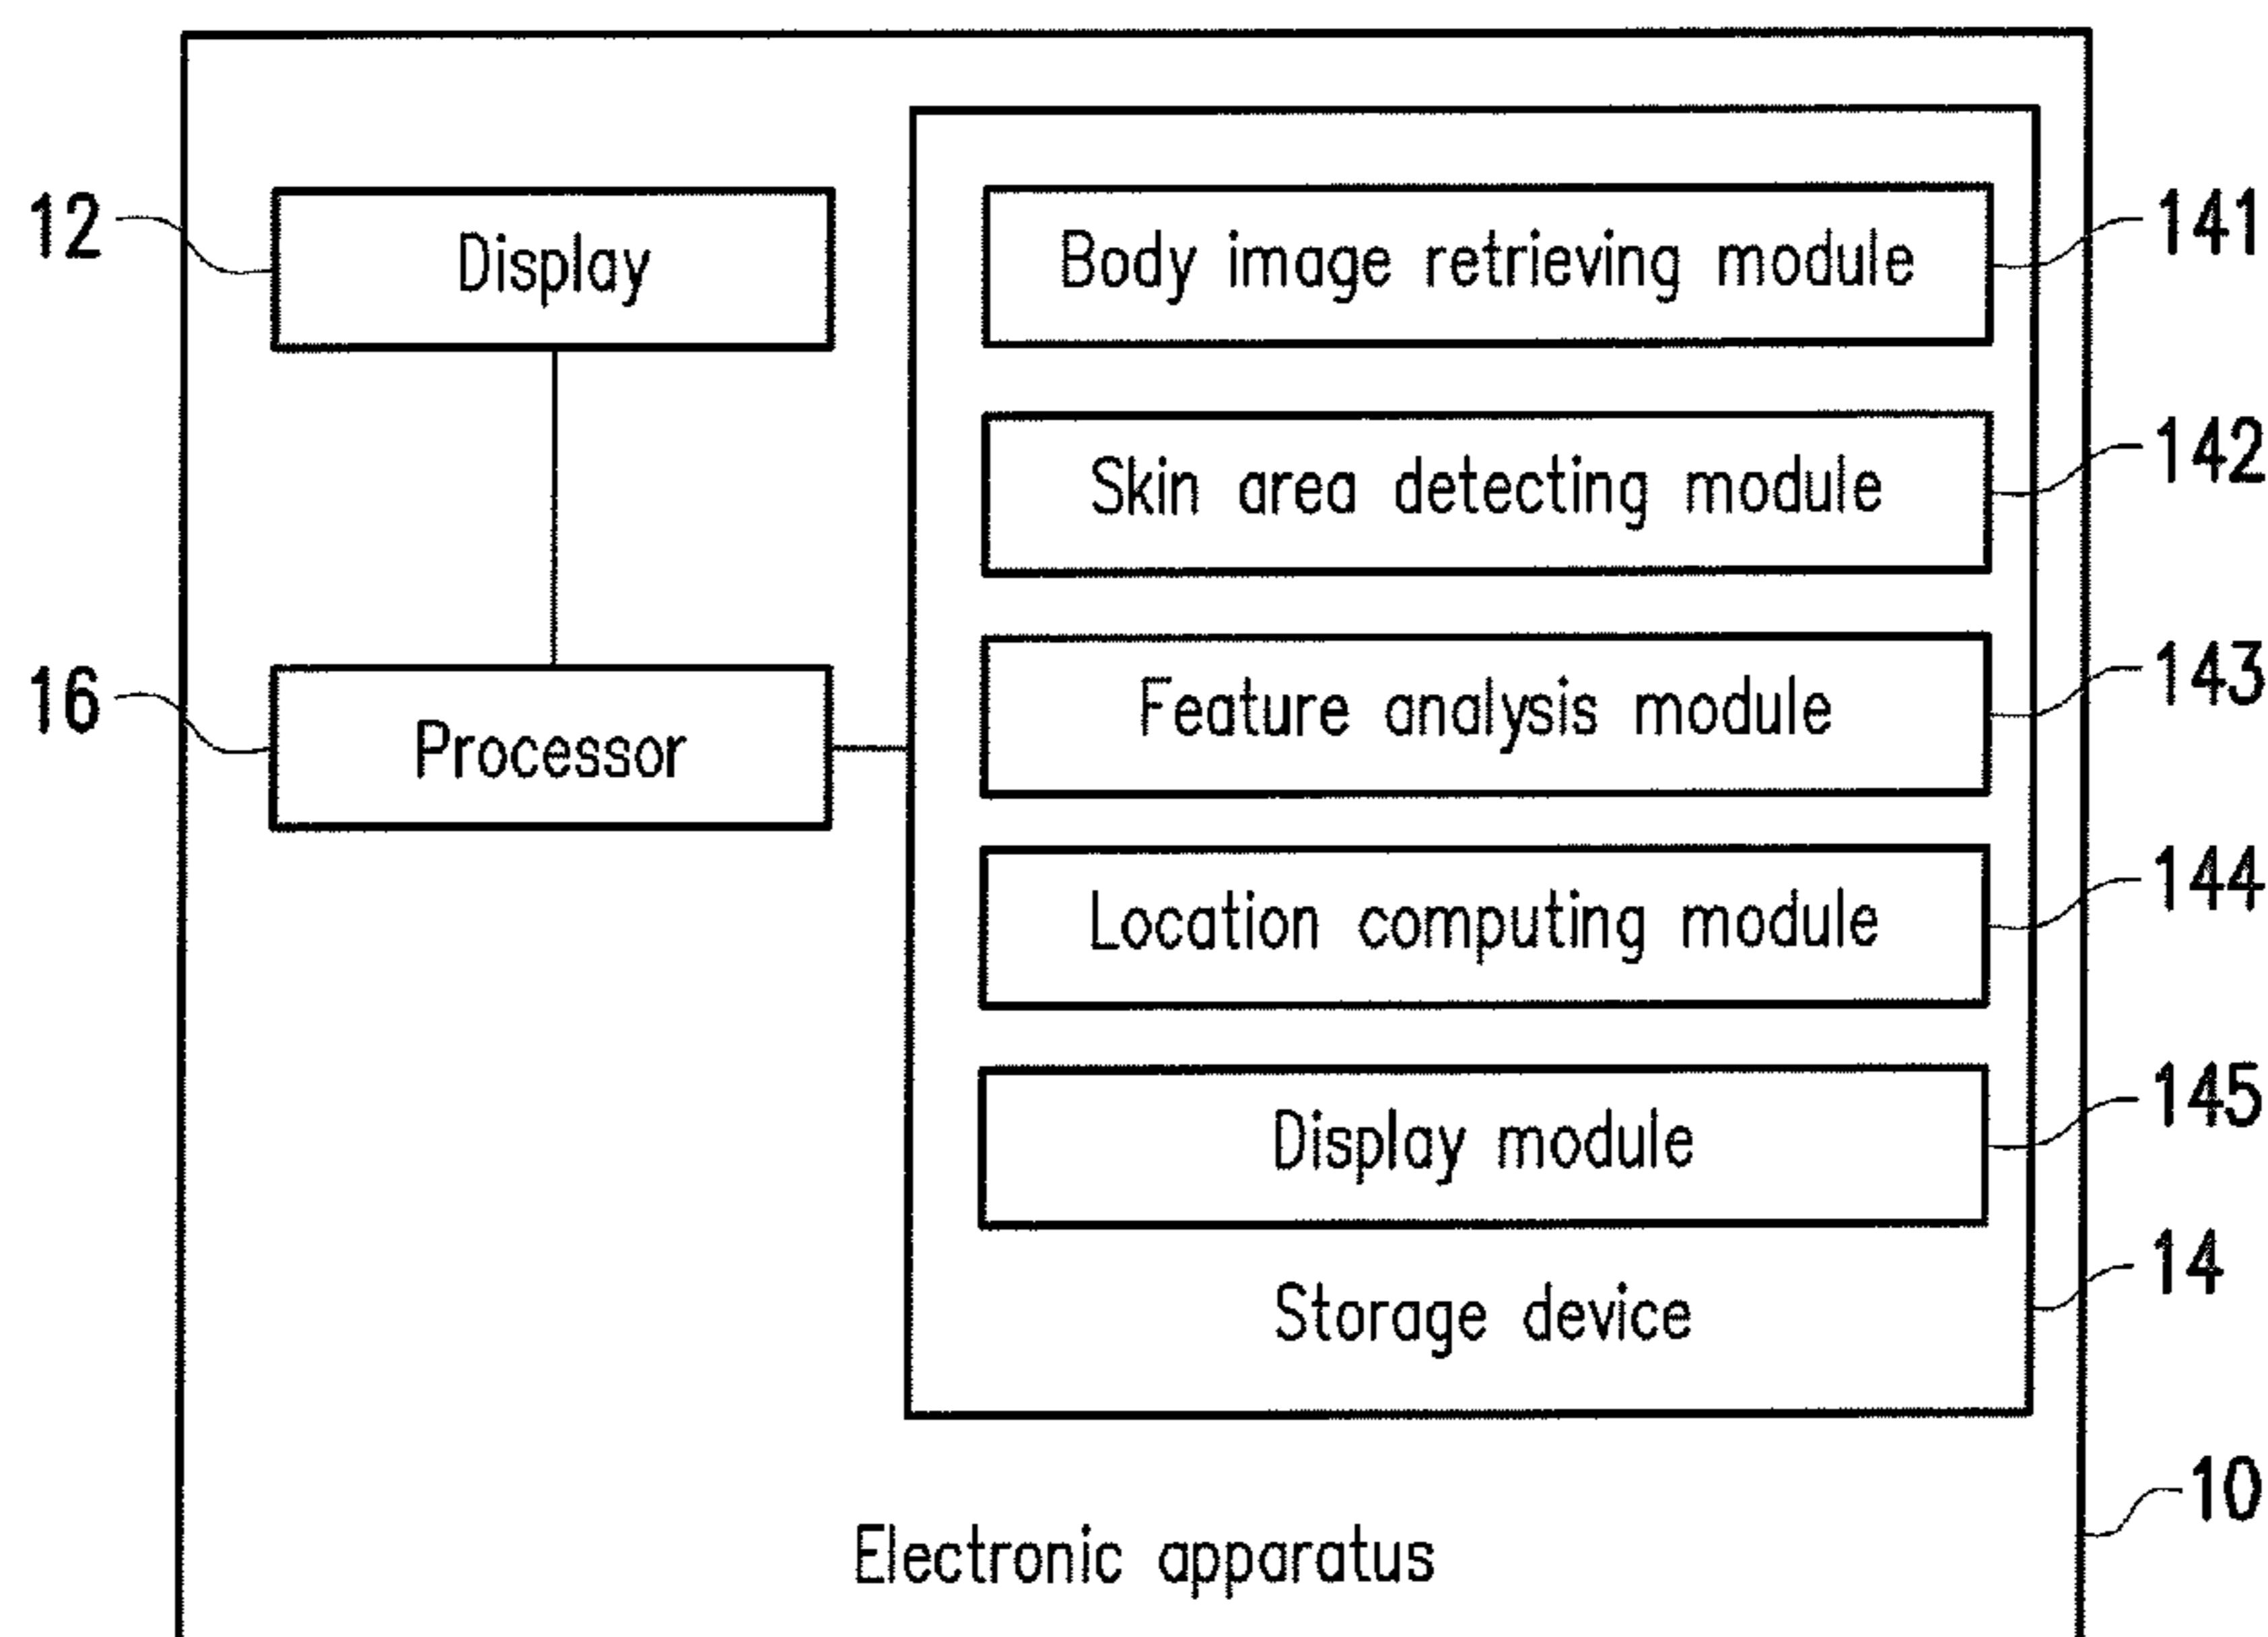 12
Display
Body image retrieving module
141
Skin area detecting module
142
16
Processor
Feature analysis module
143
Location computing module
144
Display module
145
Storage device
14
10
Electronic apparatus